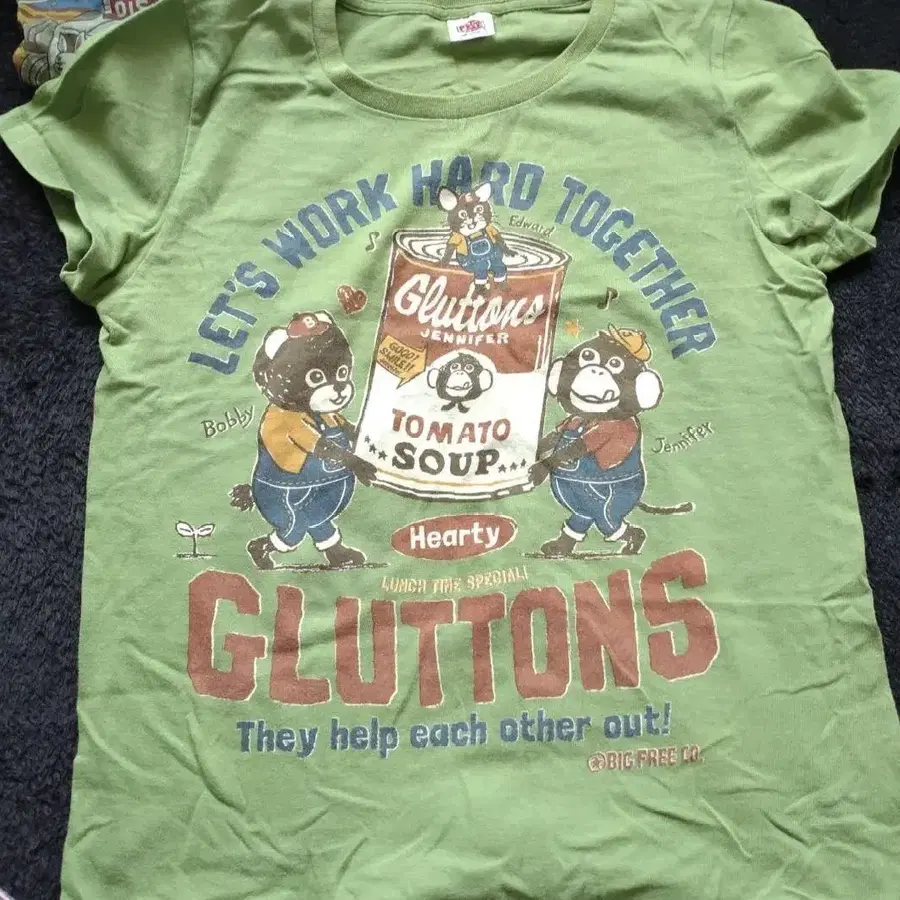 LET'S WORK HARD TOGETHER
Edward
B
B
Gluttons
JENNIFER
GOOD!
SMILE!!
Bobby
TOMATO
SOUP
Jennifer
Hearty
LUNCH TIME SPECIAL!
GLUTTONS
They help each other out!
BIG FREE CO.